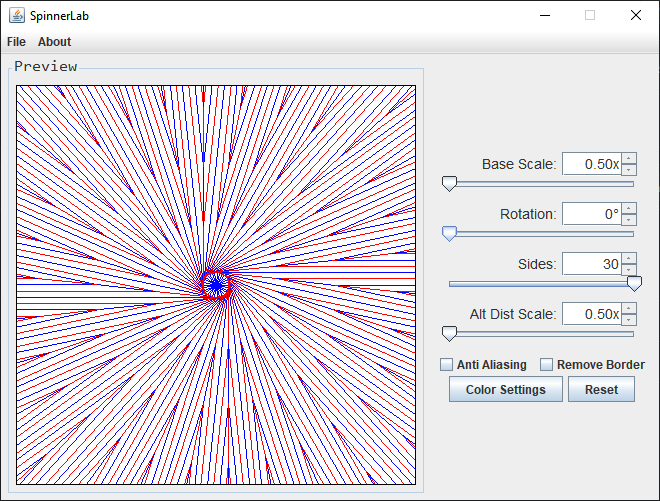 SpinnerLab
File About
Preview
Base Scale: 0.50x
Rotation: 0°
Sides: 30
Alt Dist Scale: 0.50x
Anti Aliasing Remove Border
Color Settings Reset